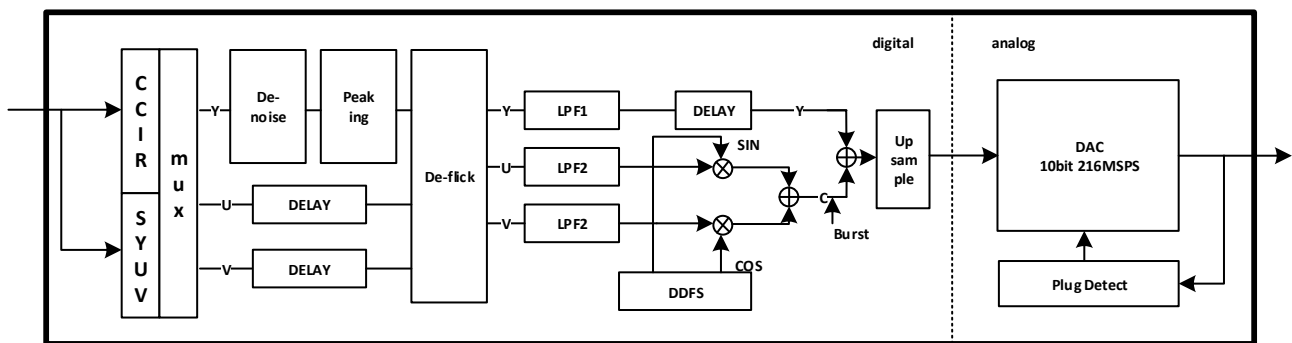 digital
analog
C
C
I
R
S
Y
U
V
m
u
x
Y
De-
noise
Peak
ing
U
DELAY
V
DELAY
De-flick
Y
LPF1
DELAY
Y
U
LPF2
SIN
V
LPF2
COS
DDFS
C
Burst
Up
sam
ple
DAC
10bit 216MSPS
Plug Detect